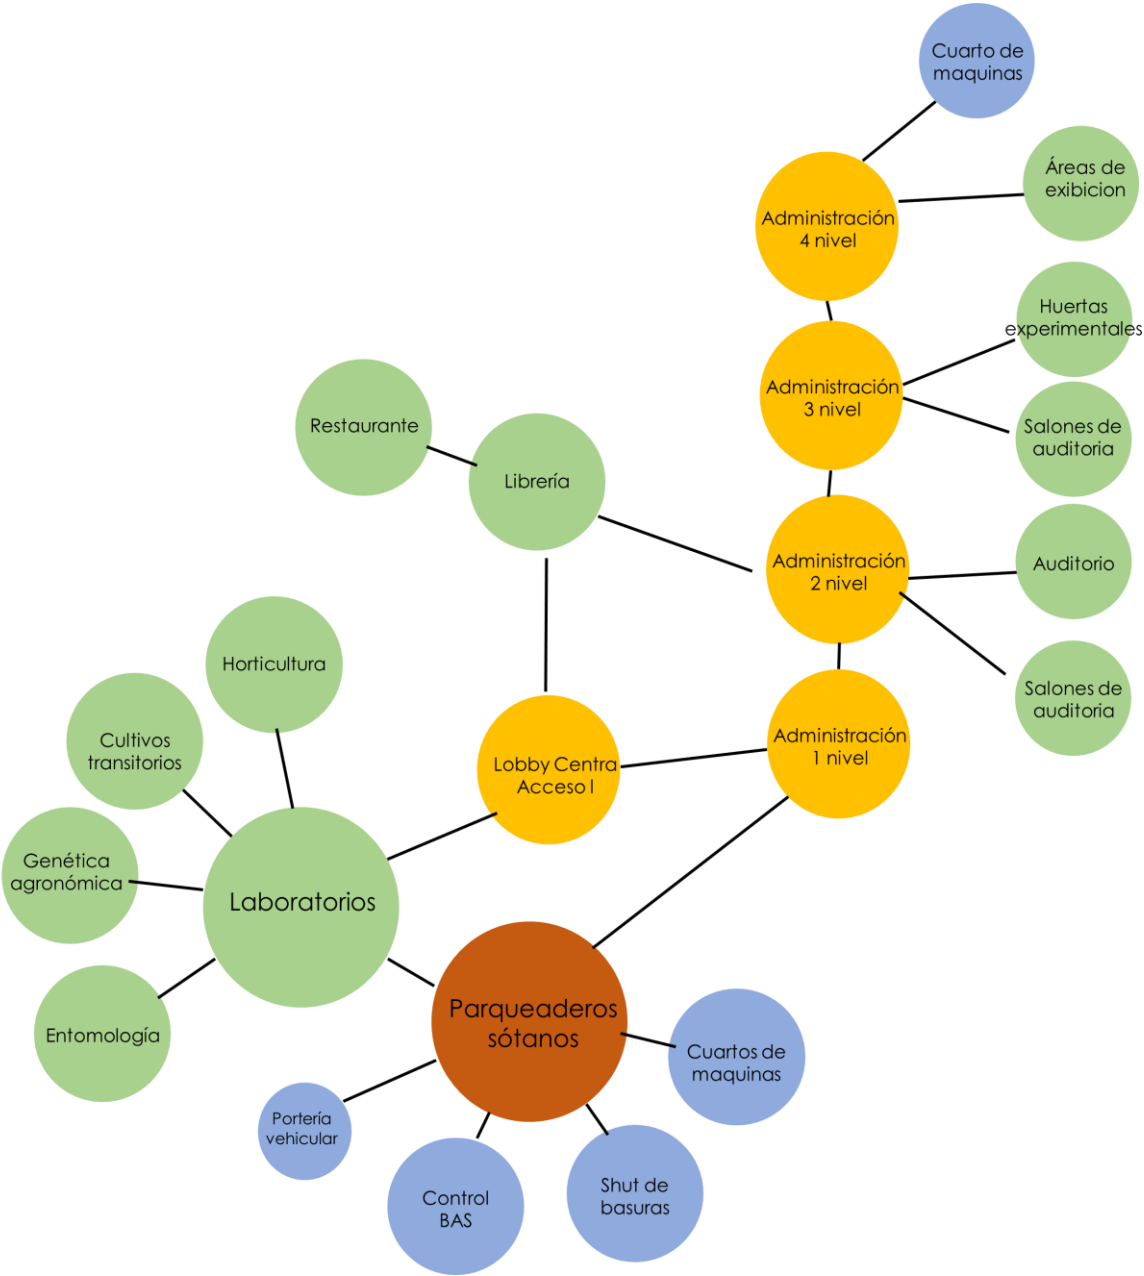 Cuarto de
maquinas
Áreas de
exibicion
Administración
4 nivel
Huertas
experimentales
Administración
3 nivel
Salones de
auditoria
Restaurante
Librería
Administración
2 nivel
Auditorio
Salones de
auditoria
Horticultura
Cultivos
transitorios
Lobby Centra
Acceso l
Administración
1 nivel
Genética
agronómica
Laboratorios
Entomología
Parqueaderos
sótanos
Cuartos de
maquinas
Portería
vehicular
Control
BAS
Shut de
basuras